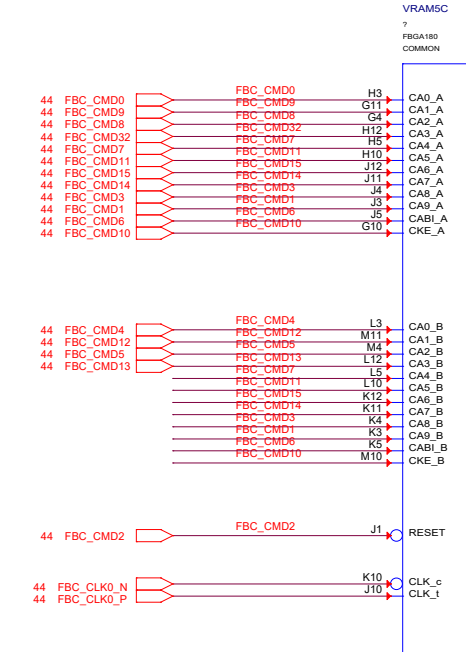 VRAM5C
?
FBGA180
COMMON
44 FBC_CMD0 FBC_CMD0 H3 CA0_A
44 FBC_CMD9 FBC_CMD9 G11 CA1_A
44 FBC_CMD8 FBC_CMD8 G4 CA2_A
44 FBC_CMD32 FBC_CMD32 H12 CA3_A
44 FBC_CMD7 FBC_CMD7 H5 CA4_A
44 FBC_CMD11 FBC_CMD11 H10 CA5_A
44 FBC_CMD15 FBC_CMD15 J12 CA6_A
44 FBC_CMD14 FBC_CMD14 J11 CA7_A
44 FBC_CMD3 FBC_CMD3 J4 CA8_A
44 FBC_CMD1 FBC_CMD1 J3 CA9_A
44 FBC_CMD6 FBC_CMD6 J5 CABI_A
44 FBC_CMD10 FBC_CMD10 G10 CKE_A
44 FBC_CMD4 FBC_CMD4 L3 CA0_B
44 FBC_CMD12 FBC_CMD12 M11 CA1_B
44 FBC_CMD5 FBC_CMD5 M4 CA2_B
44 FBC_CMD13 FBC_CMD13 L12 CA3_B
FBC_CMD7 L5 CA4_B
FBC_CMD11 L10 CA5_B
FBC_CMD15 K12 CA6_B
FBC_CMD14 K11 CA7_B
FBC_CMD3 K4 CA8_B
FBC_CMD1 K3 CA9_B
FBC_CMD6 K5 CABI_B
FBC_CMD10 M10 CKE_B
44 FBC_CMD2 FBC_CMD2 J1 RESET
44 FBC_CLK0_N K10 CLK_c
44 FBC_CLK0_P J10 CLK_t